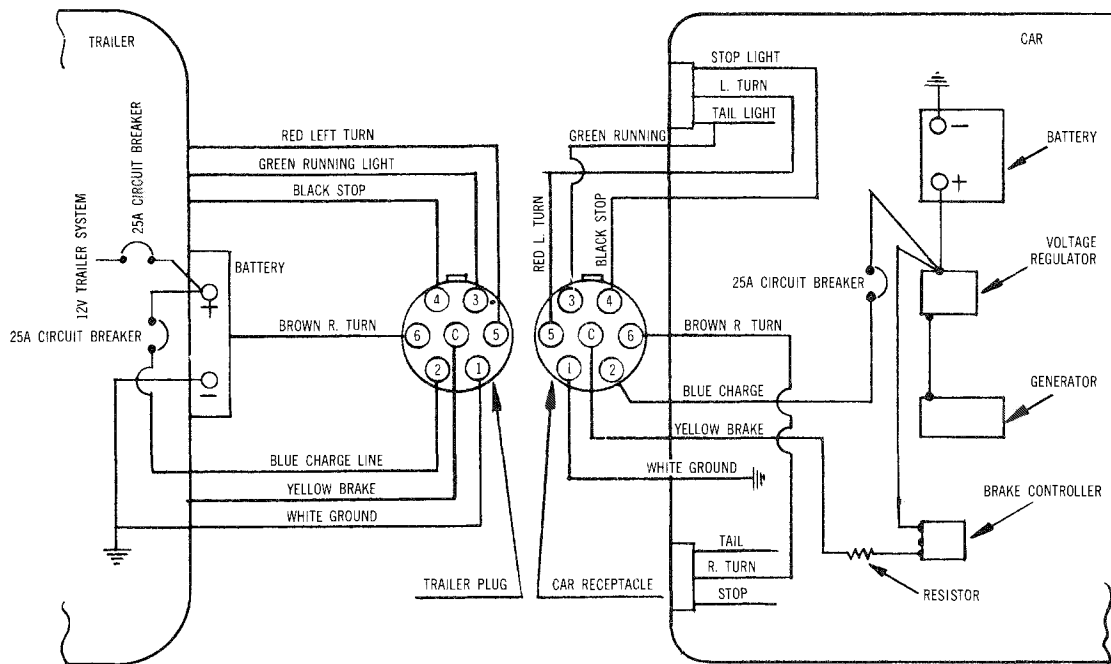 TRAILER
CAR
STOP LIGHT
L. TURN
TAIL LIGHT
RED LEFT TURN
GREEN RUNNING
GREEN RUNNING LIGHT
BLACK STOP
25A CIRCUIT BREAKER
12V TRAILER SYSTEM
BATTERY
+
-
25A CIRCUIT BREAKER
BROWN R. TURN
4
3
6
C
5
2
1
RED L. TURN
BLACK STOP
3
4
5
C
6
1
2
-
+
BATTERY
VOLTAGE
REGULATOR
25A CIRCUIT BREAKER
BROWN R TURN
BLUE CHARGE
GENERATOR
YELLOW BRAKE
WHITE GROUND
BLUE CHARGE LINE
YELLOW BRAKE
WHITE GROUND
BRAKE CONTROLLER
TAIL
R. TURN
STOP
TRAILER PLUG
CAR RECEPTACLE
RESISTOR